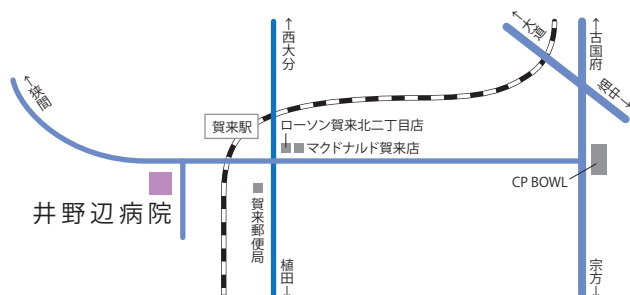 ↑西大分
↑大道
↑古国府
畑中→
↑狭間
賀来駅
ローソン賀来北二丁目店
マクドナルド賀来店
CP BOWL
井野辺病院
賀来郵便局
植田↓
宗方↓